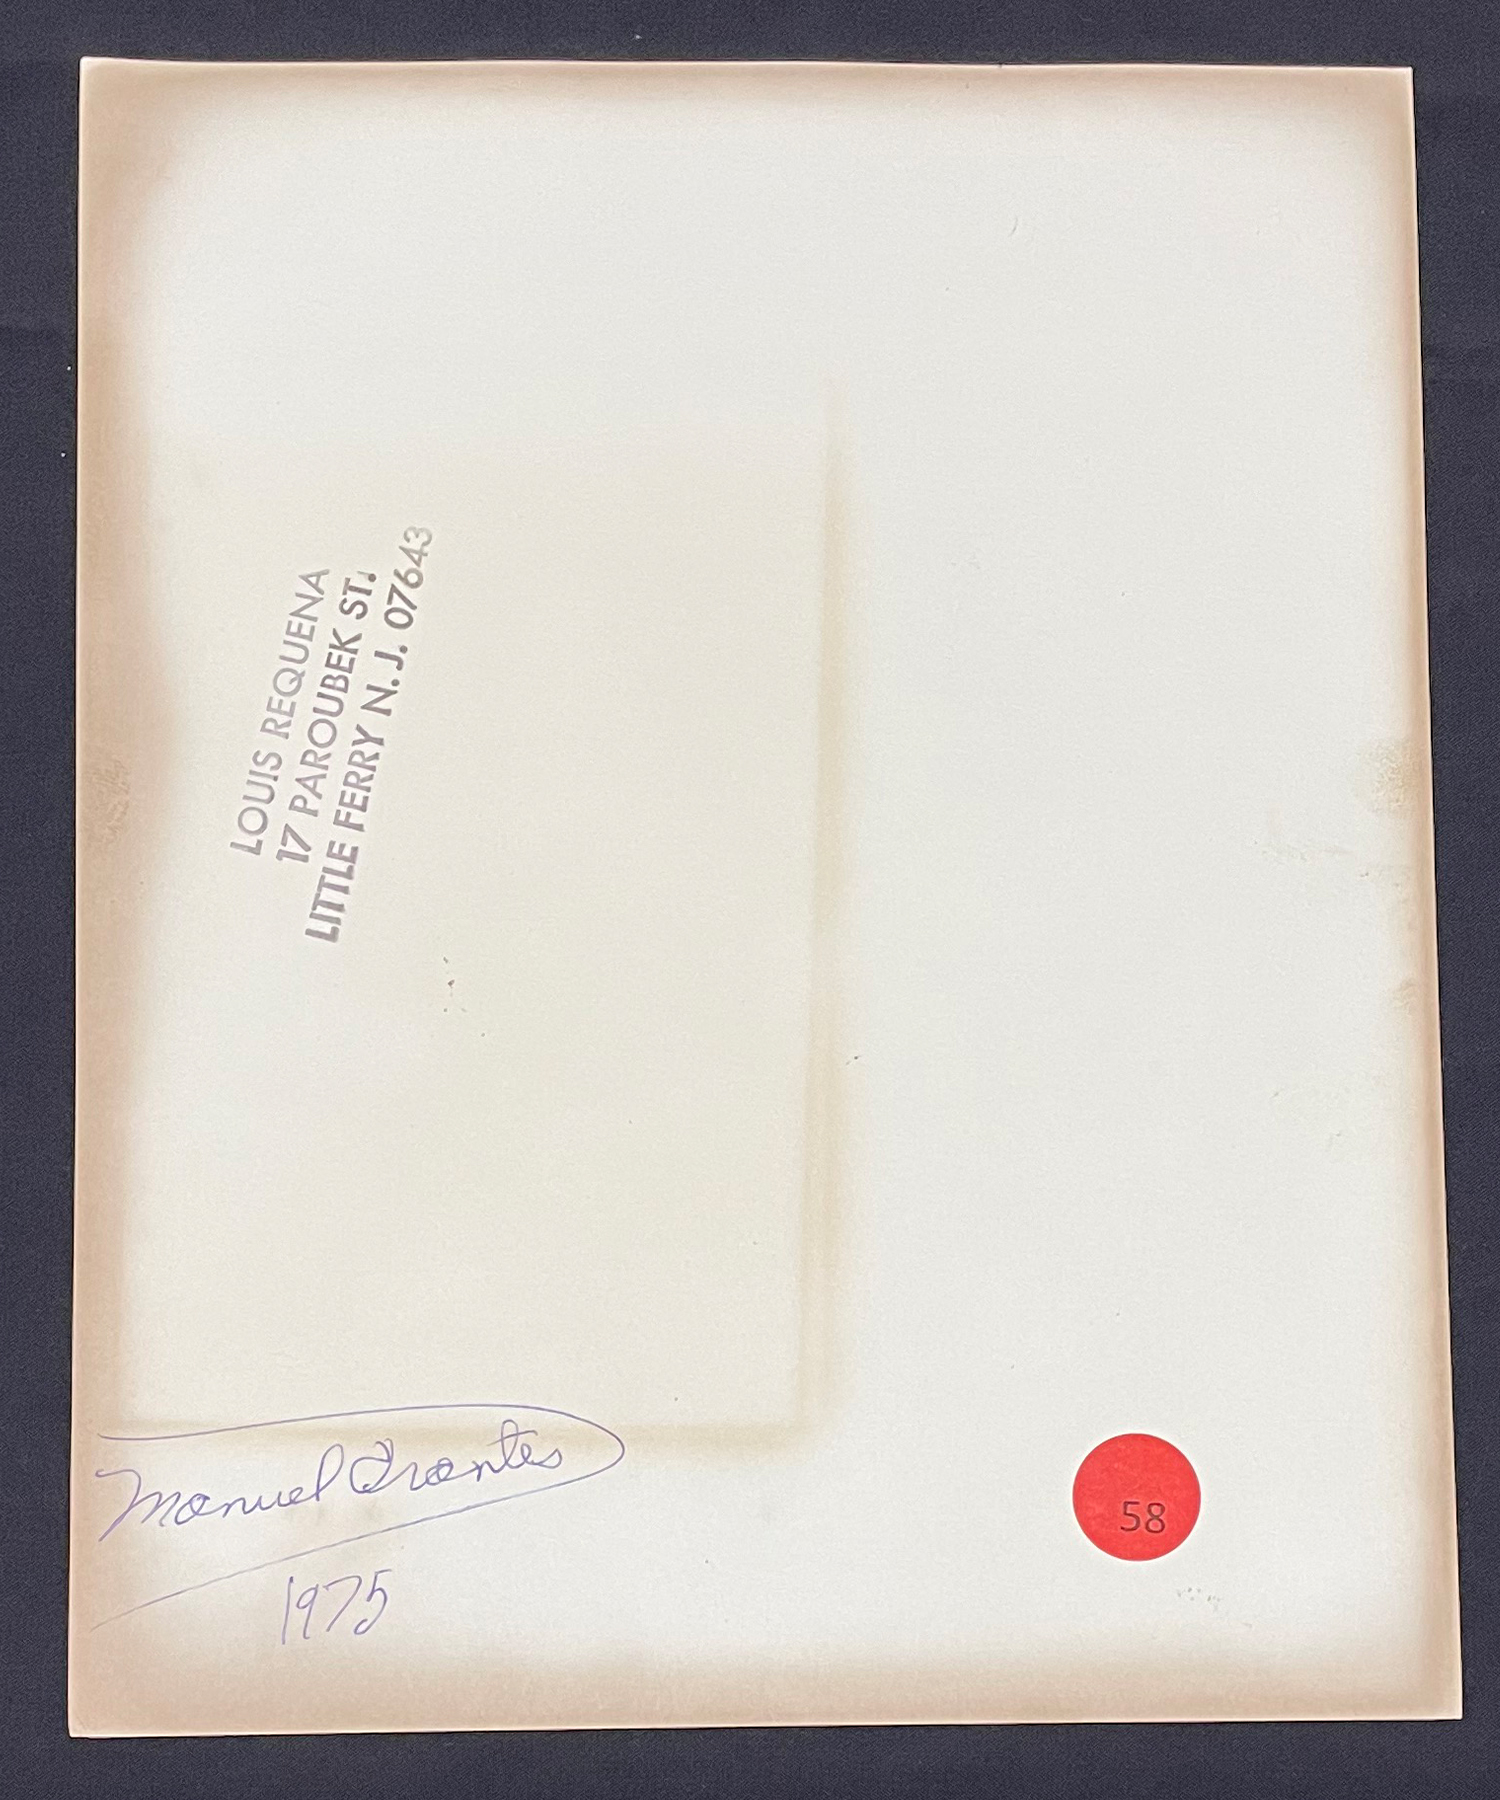 LOUIS REQUENA
17 PAROUBEK ST.
LITTLE FERRY N.J. 07643
Manuel Orantes
1975
58